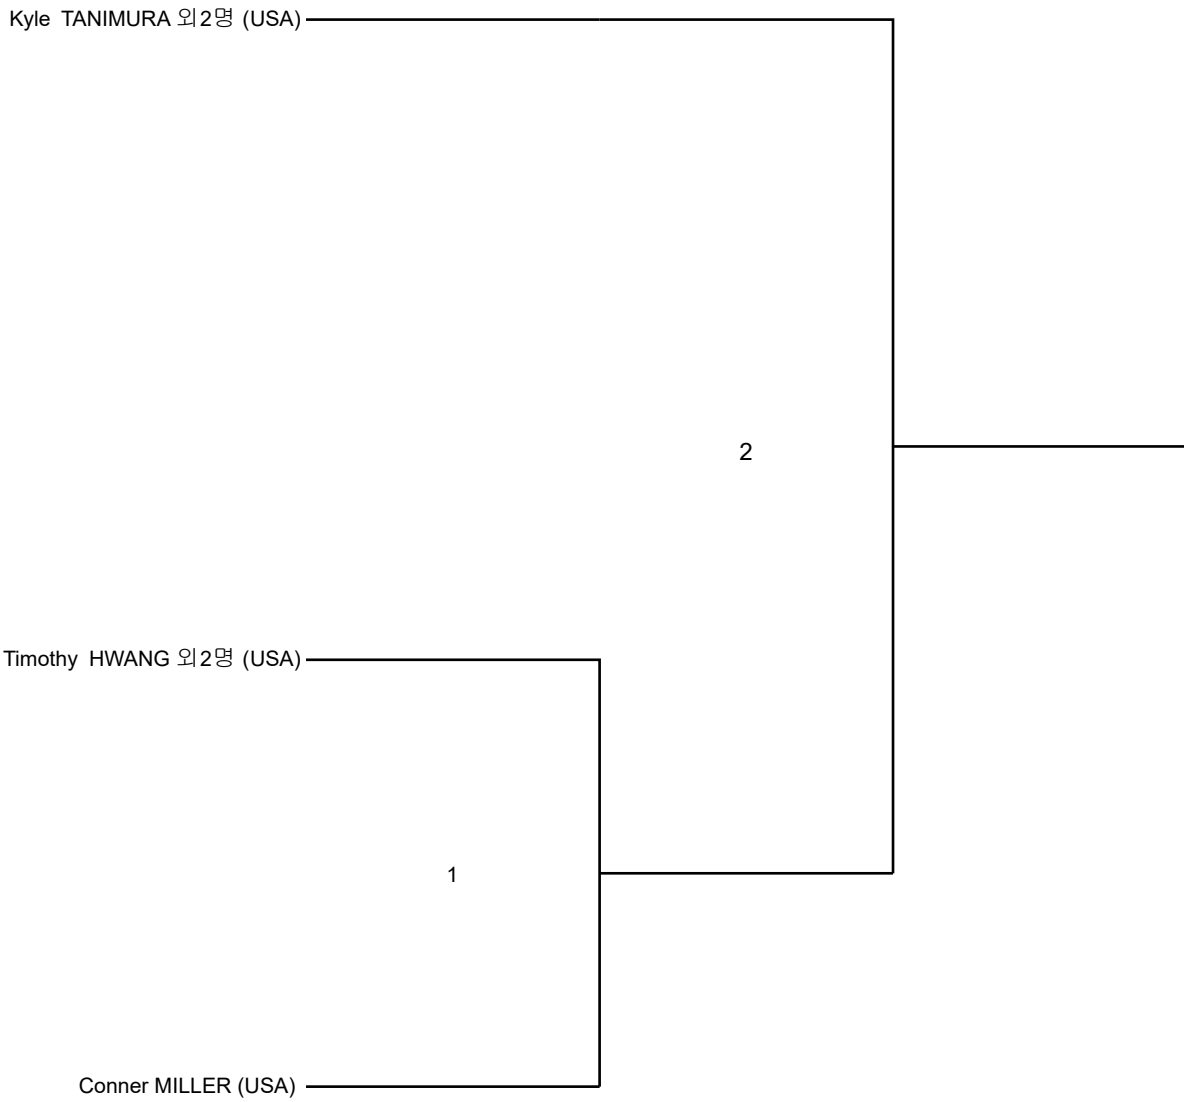 Kyle TANIMURA 외2명 (USA)
2
Timothy HWANG 외2명 (USA)
1
Conner MILLER (USA)